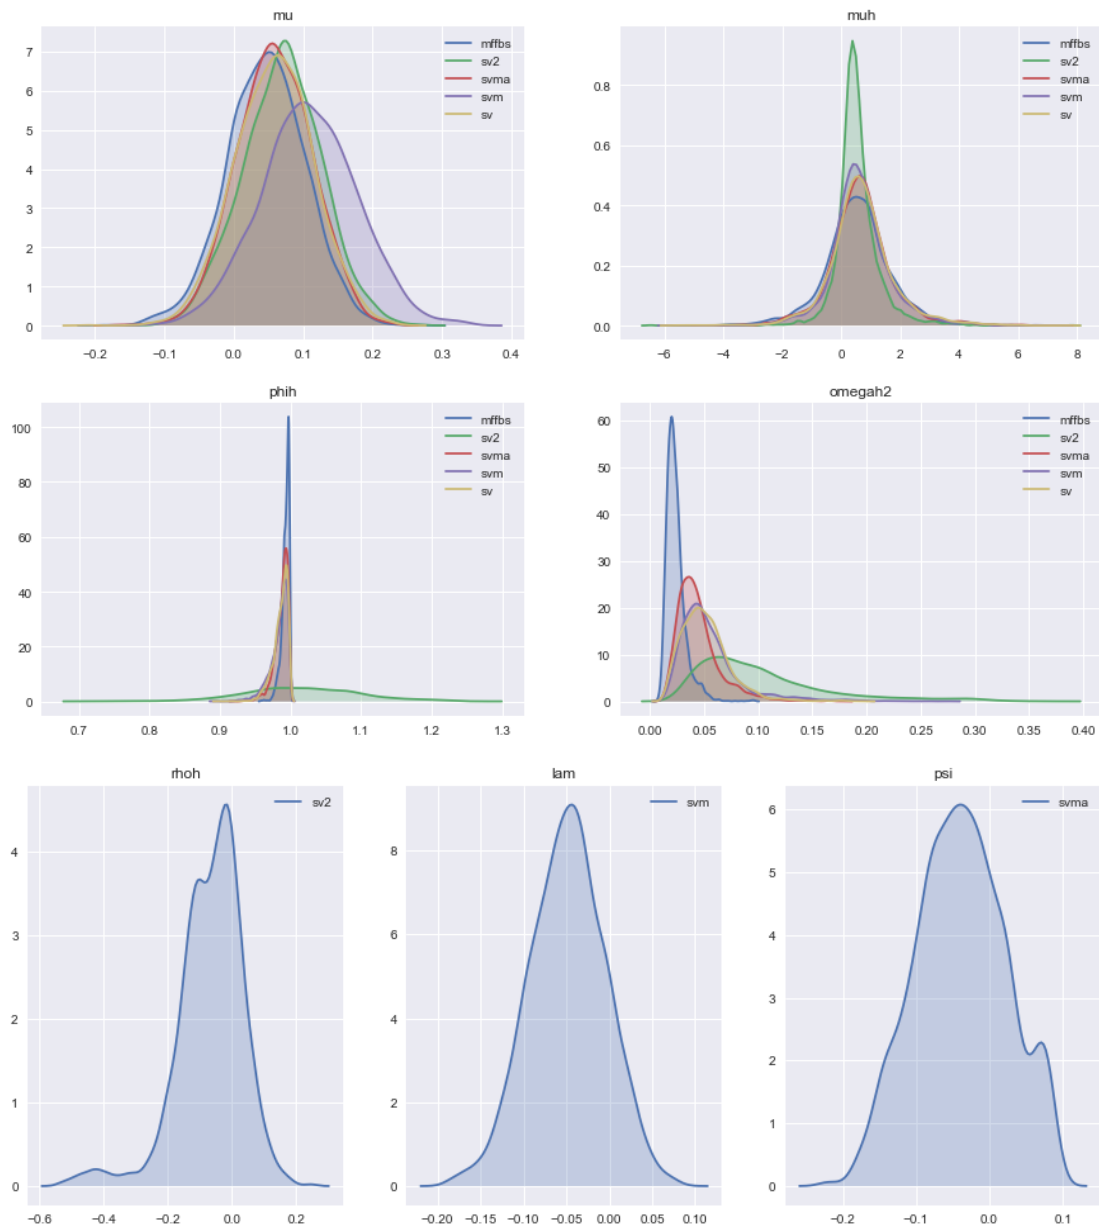 mu
7
6
5
4
3
2
1
0
−0.2 −0.1 0.0 0.1 0.2 0.3 0.4
mffbs
sv2
svma
svm
sv
muh
0.8
0.6
0.4
0.2
0.0
−6 −4 −2 0 2 4 6 8
mffbs
sv2
svma
svm
sv
phih
100
80
60
40
20
0
0.7 0.8 0.9 1.0 1.1 1.2 1.3
mffbs
sv2
svma
svm
sv
omegah2
60
50
40
30
20
10
0
0.00 0.05 0.10 0.15 0.20 0.25 0.30 0.35 0.40
mffbs
sv2
svma
svm
sv
rhoh
4
3
2
1
0
−0.6 −0.4 −0.2 0.0 0.2
sv2
lam
8
6
4
2
0
−0.20 −0.15 −0.10 −0.05 0.00 0.05 0.10
svm
psi
6
5
4
3
2
1
0
−0.2 −0.1 0.0 0.1
svma